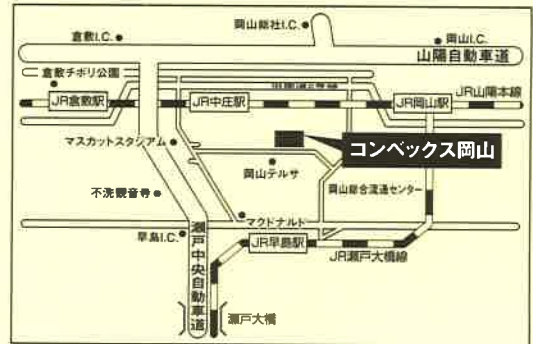 岡山総社I.C.
倉敷I.C.
岡山I.C.
山陽自動車道
倉敷チボリ公園
JR山陽本線
JR倉敷駅
JR中庄駅
JR岡山駅
マスカットスタジアム
コンベックス岡山
岡山テルサ
岡山総合流通センター
不洗観音寺
マクドナルド
早島I.C.
JR早島駅
JR瀬戸大橋線
瀬戸中央自動車道
瀬戸大橋